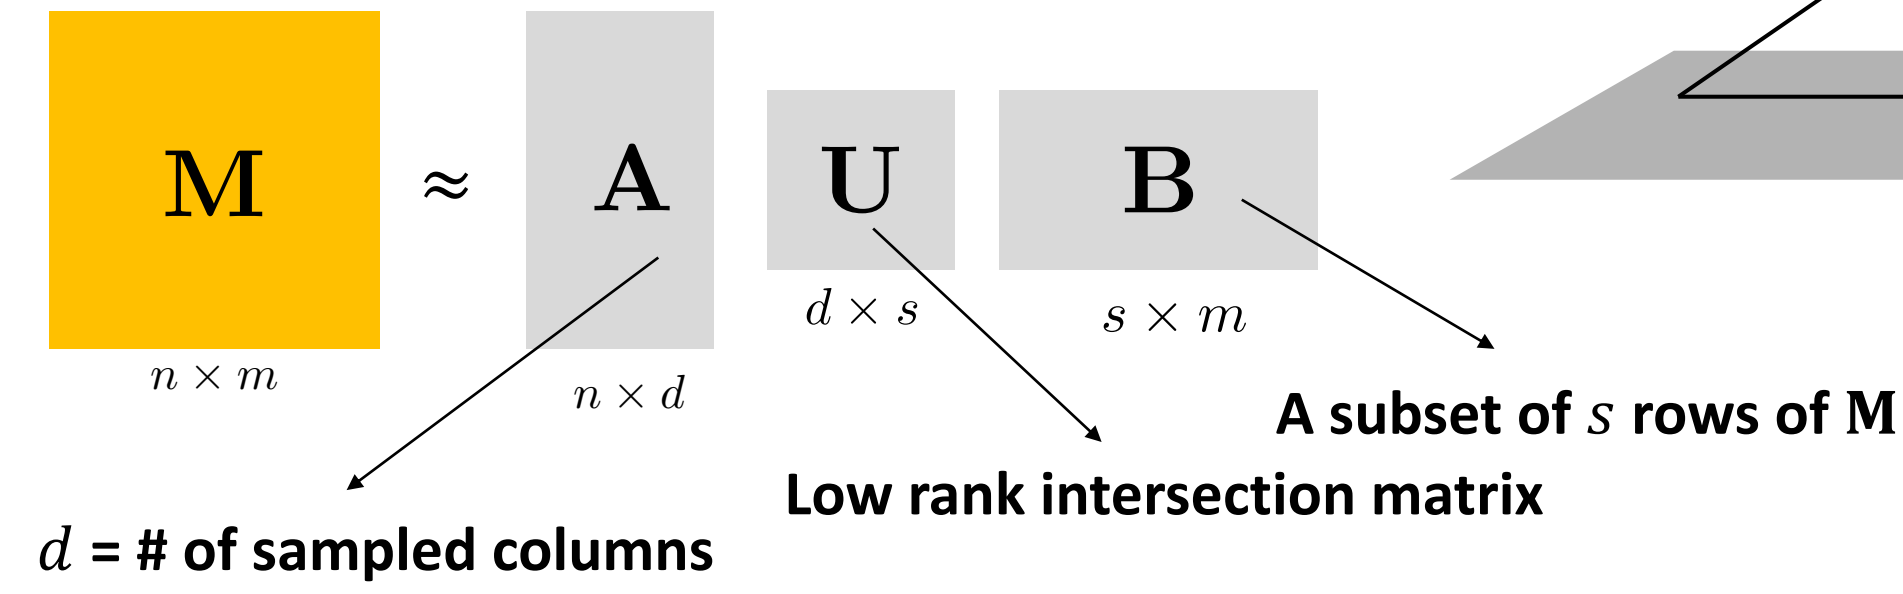 M ≈ A U B
n × m
n × d
d × s
s × m
A subset of s rows of M
Low rank intersection matrix
d = # of sampled columns